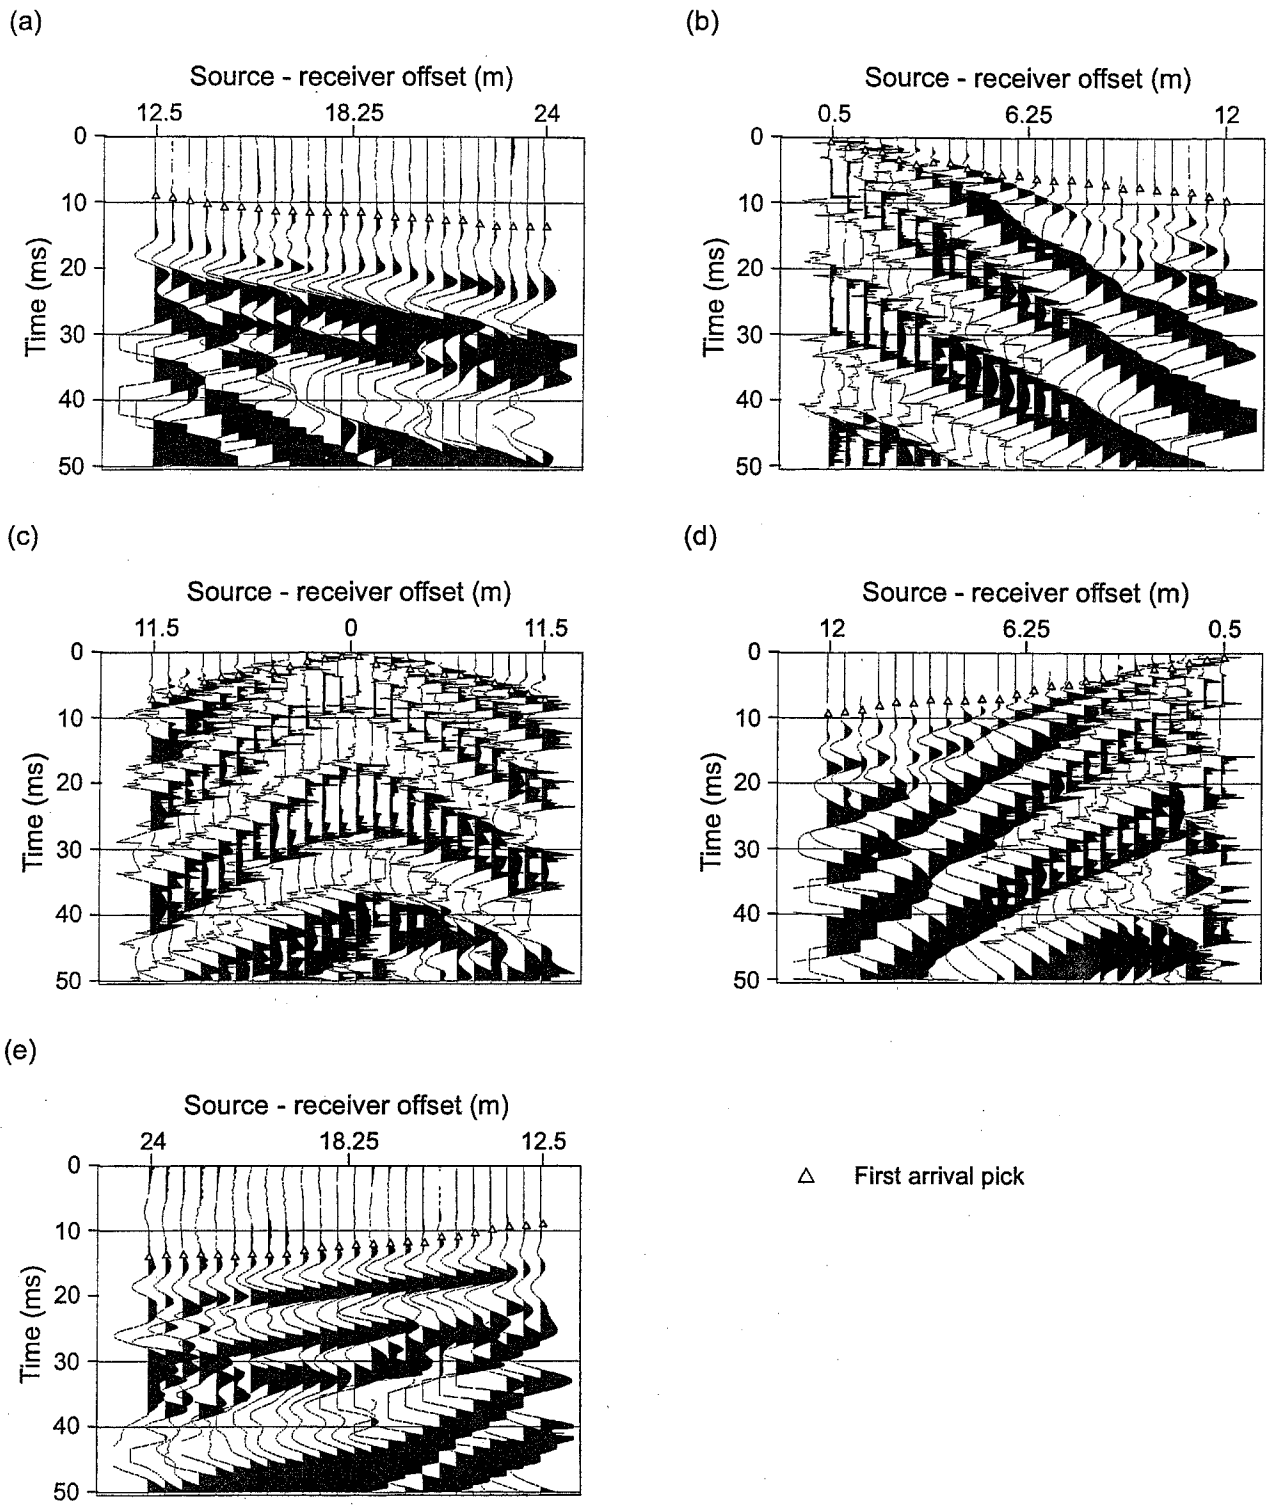 (a)
Source - receiver offset (m)
12.5 18.25 24
0
10
20
30
40
50
Time (ms)
(b)
Source - receiver offset (m)
0.5 6.25 12
0
10
20
30
40
50
Time (ms)
(c)
Source - receiver offset (m)
11.5 0 11.5
0
10
20
30
40
50
Time (ms)
(d)
Source - receiver offset (m)
12 6.25 0.5
0
10
20
30
40
50
Time (ms)
(e)
Source - receiver offset (m)
24 18.25 12.5
0
10
20
30
40
50
Time (ms)
△ First arrival pick